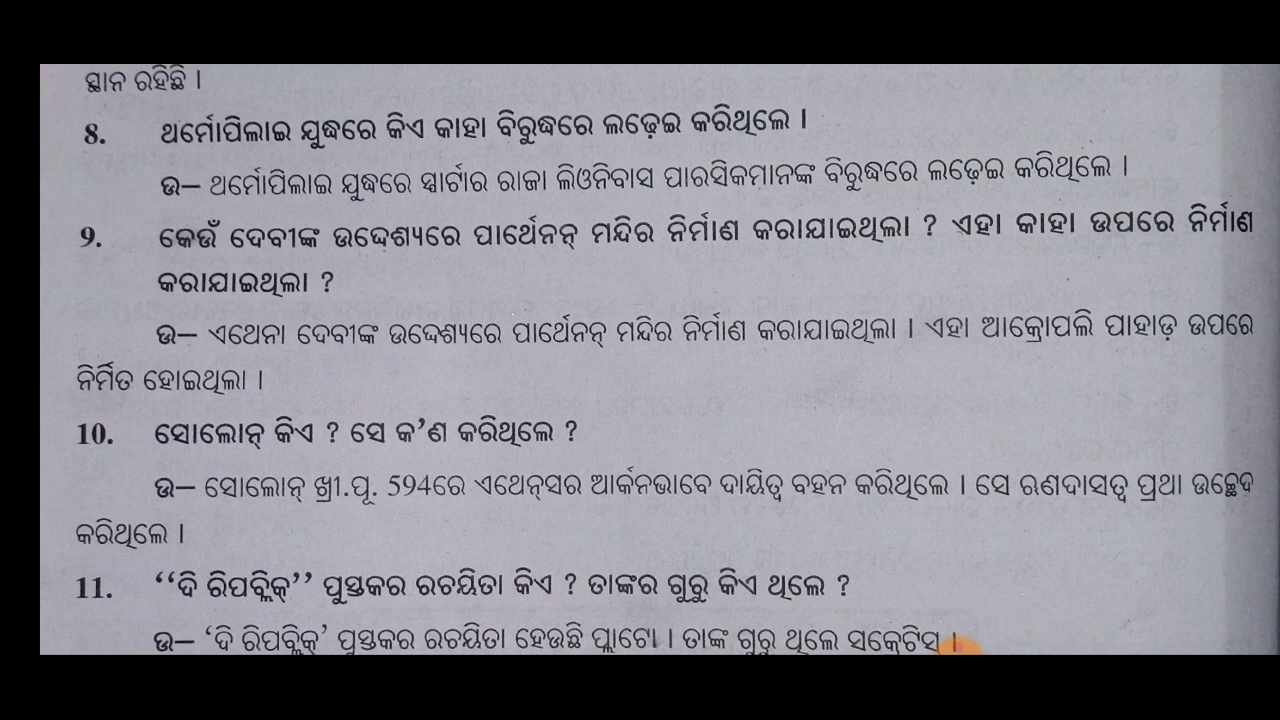 ସ୍ଥାନ ରହିଛି ।
8. ଥର୍ମୋପିଲାଇ ଯୁଦ୍ଧରେ କିଏ କାହା ବିରୁଦ୍ଧରେ ଲଢ଼େଇ କରିଥିଲେ ।
ଉ– ଥର୍ମୋପିଲାଇ ଯୁଦ୍ଧରେ ସ୍ପାର୍ଟାର ରାଜା ଲିଓନିବାସ ପାରସିକମାନଙ୍କ ବିରୁଦ୍ଧରେ ଲଢ଼େଇ କରିଥିଲେ ।
9. କେଉଁ ଦେବୀଙ୍କ ଉଦ୍ଦେଶ୍ୟରେ ପାର୍ଥେନନ୍ ମନ୍ଦିର ନିର୍ମାଣ କରାଯାଇଥିଲା ? ଏହା କାହା ଉପରେ ନିର୍ମାଣ
କରାଯାଇଥିଲା ?
ଉ– ଏଥେନା ଦେବୀଙ୍କ ଉଦ୍ଦେଶ୍ୟରେ ପାର୍ଥେନନ୍ ମନ୍ଦିର ନିର୍ମାଣ କରାଯାଇଥିଲା । ଏହା ଆକ୍ରୋପଲି ପାହାଡ଼ ଉପରେ
ନିର୍ମିତ ହୋଇଥିଲା ।
10. ସୋଲୋନ୍ କିଏ ? ସେ କ’ଣ କରିଥିଲେ ?
ଉ– ସୋଲୋନ୍ ଖ୍ରୀ.ପୂ. 594ରେ ଏଥେନ୍‌ସର ଆର୍କନଭାବେ ଦାୟିତ୍ୱ ବହନ କରିଥିଲେ । ସେ ଋଣଦାସତ୍ୱ ପ୍ରଥା ଉଚ୍ଛେଦ
କରିଥିଲେ ।
11. ‘‘ଦି ରିପବ୍ଲିକ୍’’ ପୁସ୍ତକର ରଚୟିତା କିଏ ? ତାଙ୍କର ଗୁରୁ କିଏ ଥିଲେ ?
ଉ– ‘ଦି ରିପବ୍ଲିକ୍’ ପୁସ୍ତକର ରଚୟିତା ହେଉଛି ପ୍ଲାଟୋ । ତାଙ୍କ ଗୁରୁ ଥିଲେ ସକ୍ରେଟିସ୍ ।